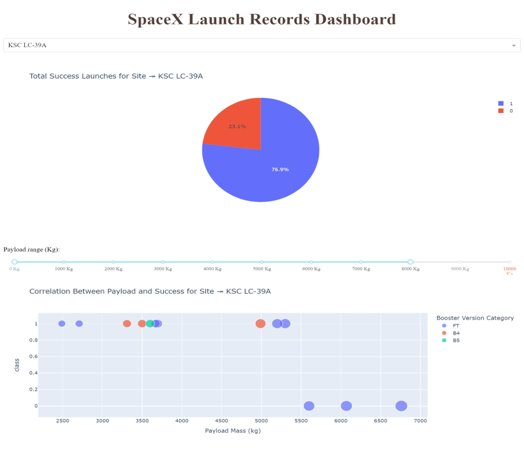 SpaceX Launch Records Dashboard
KSC LC-39A
Total Success Launches for Site → KSC LC-39A
1
0
23.1%
76.9%
Payload range (Kg):
0 Kg 1000 Kg 2000 Kg 3000 Kg 4000 Kg 5000 Kg 6000 Kg 7000 Kg 8000 Kg 9000 Kg 10000
Correlation Between Payload and Success for Site → KSC LC-39A
Booster Version Category
FT
B4
B5
class
1
0.8
0.6
0.4
0.2
0
2500 3000 3500 4000 4500 5000 5500 6000 6500 7000
Payload Mass (kg)